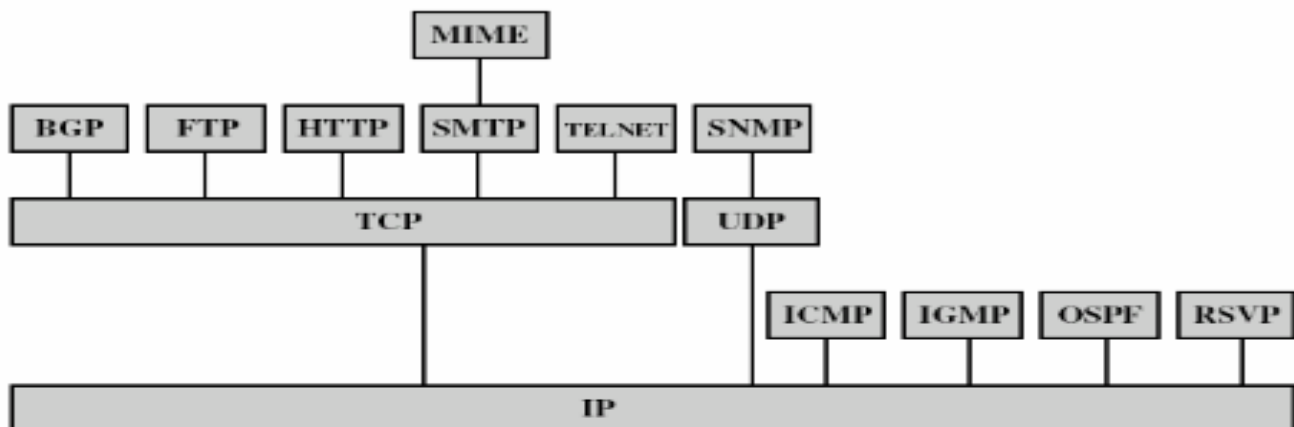 MIME
BGP FTP HTTP SMTP TELNET SNMP
TCP UDP
ICMP IGMP OSPF RSVP
IP